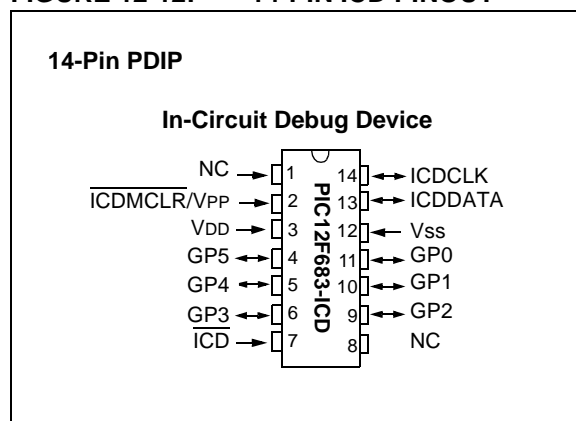 FIGURE 12-12: 14-PIN ICD PINOUT
14-Pin PDIP
In-Circuit Debug Device
NC 1 14 ICDCLK
ICDMCLR/VPP 2 13 ICDDATA
VDD 3 12 Vss
GP5 4 11 GP0
GP4 5 10 GP1
GP3 6 9 GP2
ICD 7 8 NC
PIC12F683-ICD